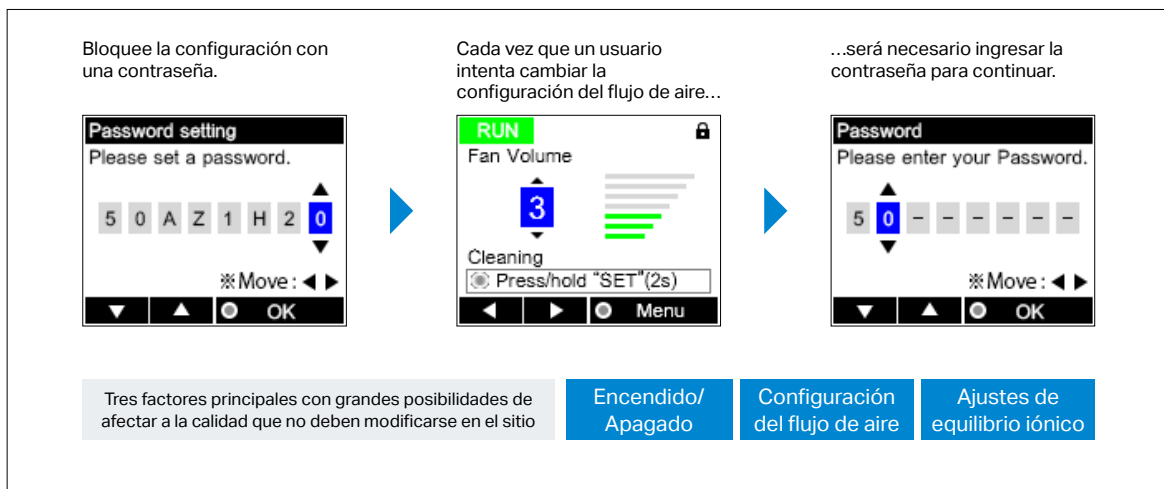 Bloquee la configuración con
una contraseña.
Password setting
Please set a password.
▲
5 0 A Z 1 H 2 0
▼
※Move: ◀ ▶
▼ ▲ OK
Cada vez que un usuario
intenta cambiar la
configuración del flujo de aire…
RUN
Fan Volume
3
Cleaning
Press/hold “SET”(2s)
◀ ▶ Menu
…será necesario ingresar la
contraseña para continuar.
Password
Please enter your Password.
▲
5 0 – – – – – –
▼
※Move: ◀ ▶
▼ ▲ OK
Tres factores principales con grandes posibilidades de
afectar a la calidad que no deben modificarse en el sitio
Encendido/
Apagado
Configuración
del flujo de aire
Ajustes de
equilibrio iónico